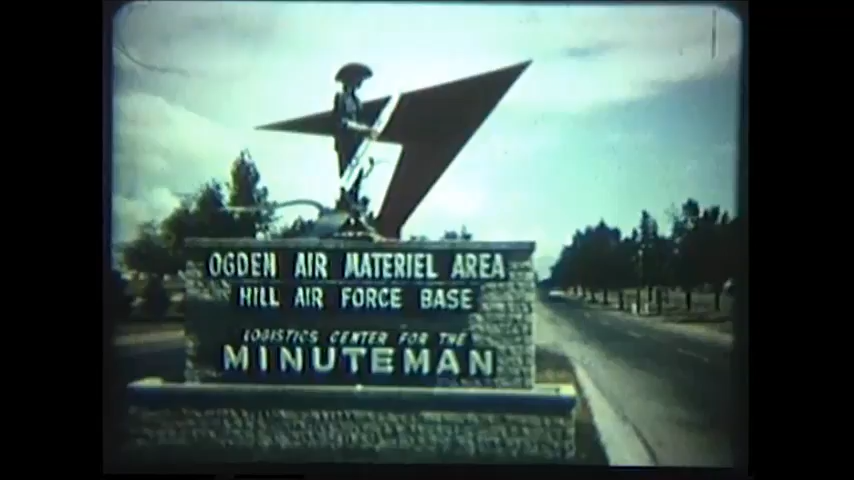 OGDEN AIR MATERIEL AREA
HILL AIR FORCE BASE
LOGISTICS CENTER FOR THE
MINUTEMAN